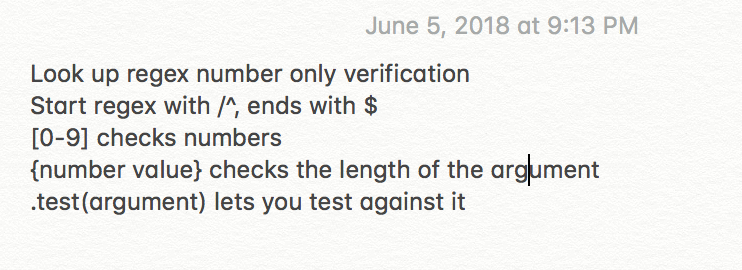 June 5, 2018 at 9:13 PM
Look up regex number only verification
Start regex with /^, ends with $
[0-9] checks numbers
{number value} checks the length of the argument
.test(argument) lets you test against it